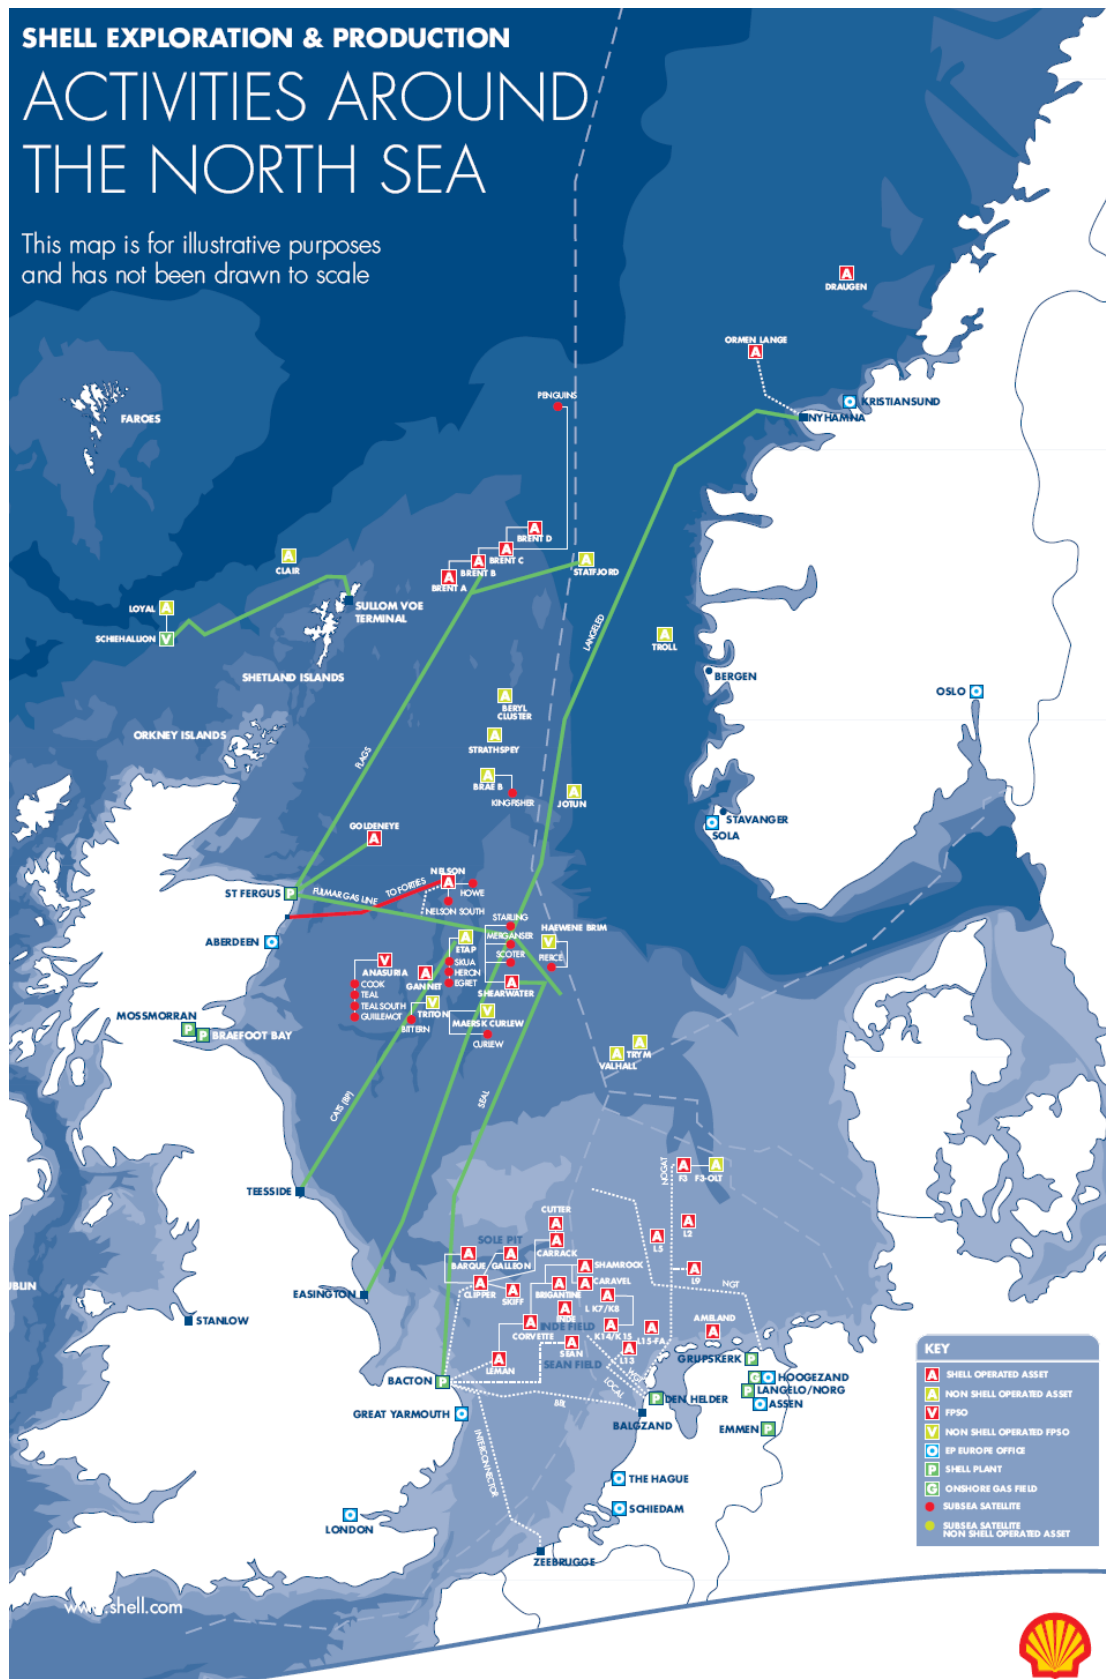 SHELL EXPLORATION & PRODUCTION
ACTIVITIES AROUND
THE NORTH SEA
This map is for illustrative purposes
and has not been drawn to scale
DRAUGEN
ORMEN LANGE
KRISTIANSUND
NYHAMNA
PENGUINS
FAROES
BRENT D
BRENT C
BRENT B
BRENT A
STATFJORD
CLAIR
LOYAL
SCHIEHALLION
SULLOM VOE
TERMINAL
LANGELED
TROLL
SHETLAND ISLANDS
BERGEN
OSLO
BERYL
CLUSTER
ORKNEY ISLANDS
STRATHSPEY
FLAGS
BRAE B
KINGFISHER
JOTUN
STAVANGER
SOLA
GOLDENEYE
NELSON
ST FERGUS
FULMAR GAS LINE
TO FORTIES
HOWE
NELSON SOUTH
STARLING
HAEWENE BRIM
MERGANSER
ABERDEEN
ETAP
SCOTER
PIERCE
SKUA
ANASURIA
HERON
GANNET
EGRET
COOK
SHEARWATER
TEAL
TEAL SOUTH
TRITON
GUILLEMOT
MOSSMORRAN
MAERSK CURLEW
BITTERN
BRAEFOOT BAY
CURLEW
TRYM
VALHALL
CATS (BP)
SEAL
NOGAT
F3
F3-OLT
TEESSIDE
CUTTER
L2
SOLE PIT
L5
CARRACK
BARQUE
GALLEON
SHAMROCK
L9
CARAVEL
NGT
CLIPPER
SKIFF
BRIGANTINE
EASINGTON
L K7/K8
INDE
AMELAND
STANLOW
INDE FIELD
CORVETTE
K14/K15
L15-FA
SEAN
L13
GRIJPSKERK
SEAN FIELD
LEMAN
WGT
HOOGEZAND
BACTON
LOCAL
LANGELO/NORG
DEN HELDER
BBL
ASSEN
GREAT YARMOUTH
BALGZAND
EMMEN
INTERCONNECTOR
THE HAGUE
SCHIEDAM
LONDON
ZEEBRUGGE
UBLIN
KEY
A SHELL OPERATED ASSET
A NON SHELL OPERATED ASSET
V FPSO
V NON SHELL OPERATED FPSO
EP EUROPE OFFICE
P SHELL PLANT
G ONSHORE GAS FIELD
SUBSEA SATELLITE
SUBSEA SATELLITE
NON SHELL OPERATED ASSET
www.shell.com